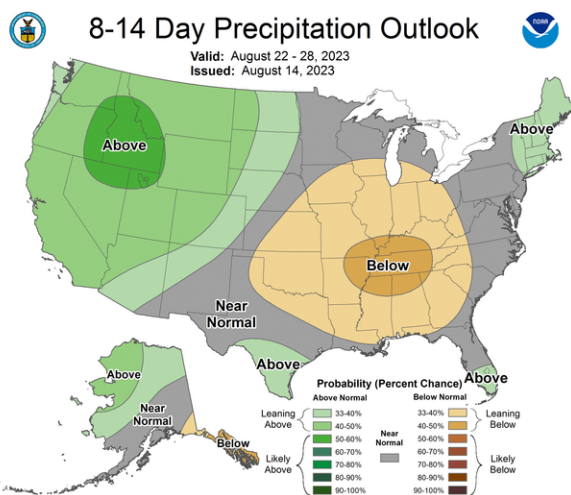 8-14 Day Precipitation Outlook
Valid: August 22 - 28, 2023
Issued: August 14, 2023
NOAA
Above
Above
Below
Near
Normal
Above
Above
Above
Near
Normal
Below
Probability (Percent Chance)
Above Normal
Below Normal
Leaning
Above
33-40%
40-50%
Likely
Above
50-60%
60-70%
70-80%
80-90%
90-100%
Near
Normal
33-40%
40-50%
Leaning
Below
50-60%
60-70%
70-80%
80-90%
90-100%
Likely
Below